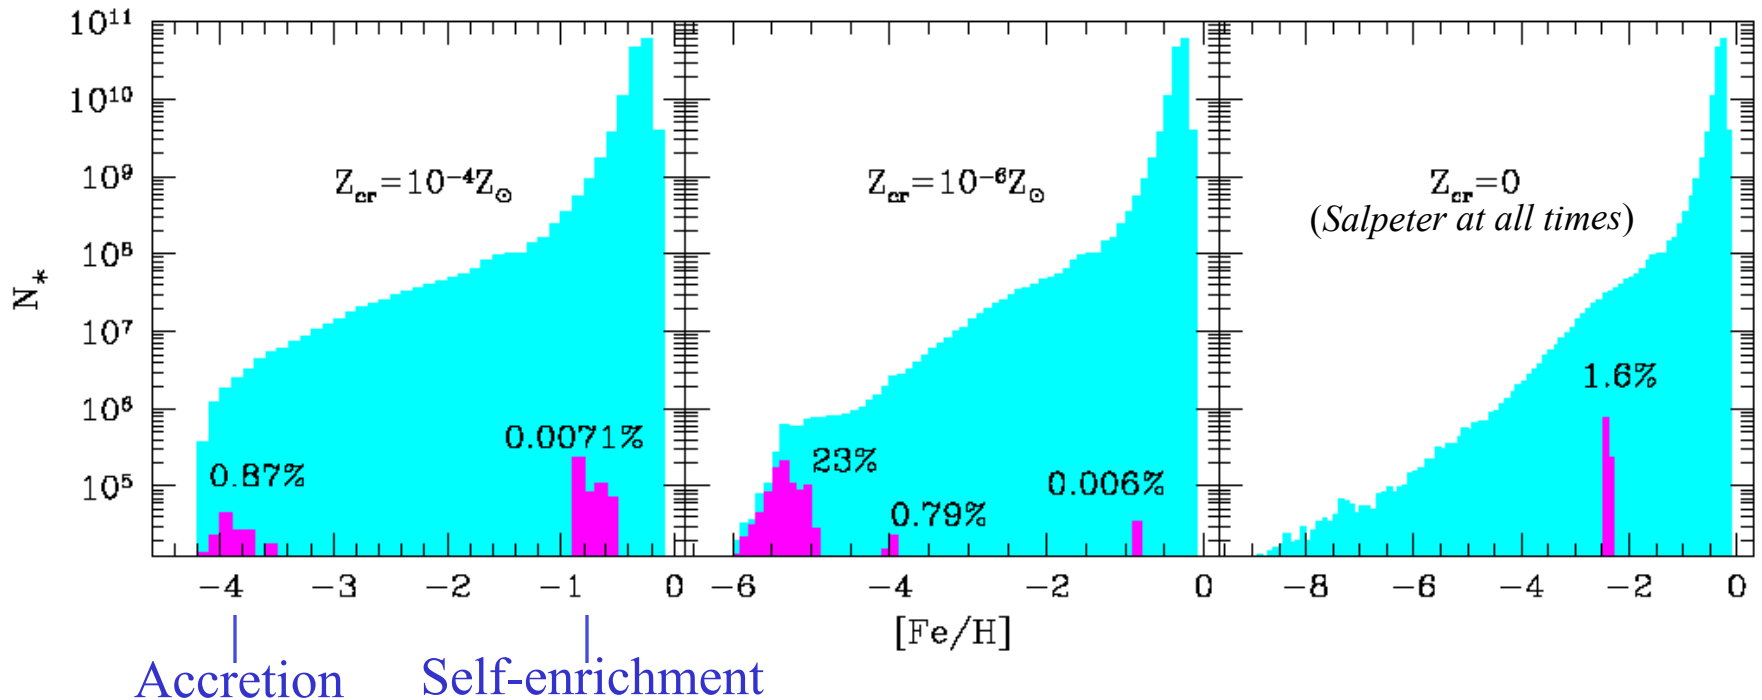 10¹¹
10¹⁰
10⁹
10⁸
10⁷
10⁶
10⁵
N*
Z_cr=10⁻⁴Z⊙
0.87%
0.0071%
Z_cr=10⁻⁶Z⊙
23%
0.79%
0.006%
Z_cr=0
(Salpeter at all times)
1.6%
−4 −3 −2 −1 0 −6 −4 −2 0 −8 −6 −4 −2 0
[Fe/H]
Accretion Self-enrichment